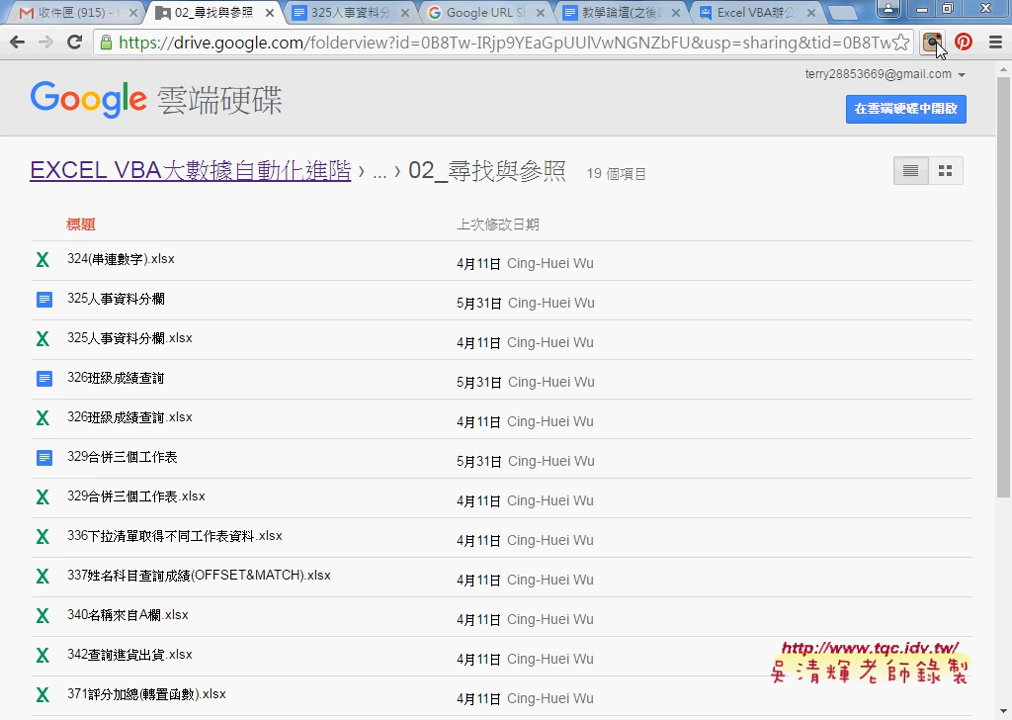 收件匣 (915) -
02_尋找與參照
325人事資料分
Google URL S
教學論壇(之後
Excel VBA辦公
https://drive.google.com/folderview?id=0B8Tw-IRjp9YEaGpUUlVwNGNZbFU&usp=sharing&tid=0B8Tw
terry28853669@gmail.com
Google 雲端硬碟
在雲端硬碟中開啟
EXCEL VBA大數據自動化進階 › ... › 02_尋找與參照 19 個項目
標題 上次修改日期
324(串連數字).xlsx 4月11日 Cing-Huei Wu
325人事資料分欄 5月31日 Cing-Huei Wu
325人事資料分欄.xlsx 4月11日 Cing-Huei Wu
326班級成績查詢 5月31日 Cing-Huei Wu
326班級成績查詢.xlsx 4月11日 Cing-Huei Wu
329合併三個工作表 5月31日 Cing-Huei Wu
329合併三個工作表.xlsx 4月11日 Cing-Huei Wu
336下拉清單取得不同工作表資料.xlsx 4月11日 Cing-Huei Wu
337姓名科目查詢成績(OFFSET&MATCH).xlsx 4月11日 Cing-Huei Wu
340名稱來自A欄.xlsx 4月11日 Cing-Huei Wu
342查詢進貨出貨.xlsx 4月11日 Cing-Huei Wu
371評分加總(轉置函數).xlsx 4月11日 Cing-Huei Wu
http://www.tqc.idv.tw/
吳清輝老師錄製